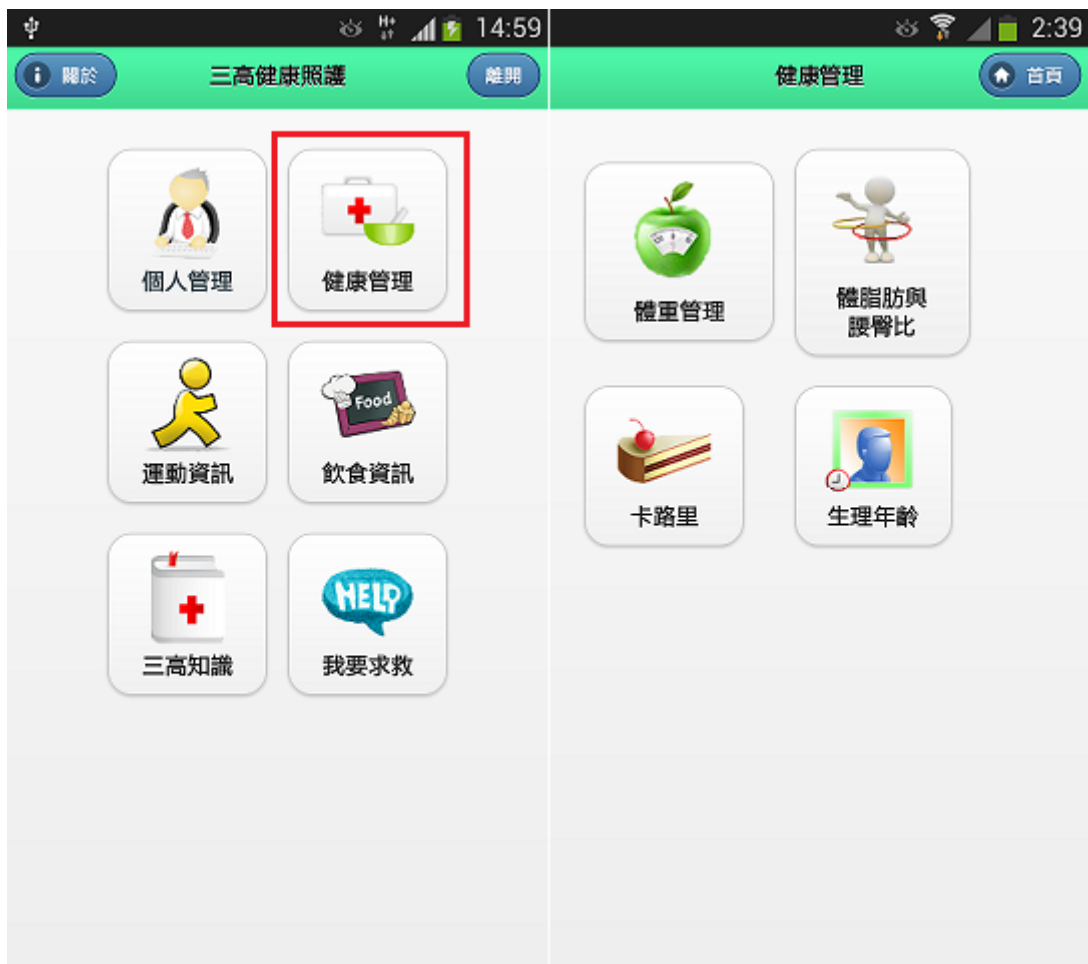 14:59
關於
三高健康照護
離開
個人管理
健康管理
運動資訊
Food
飲食資訊
三高知識
HELP
我要求救
2:39
健康管理
首頁
體重管理
體脂肪與
腰臀比
卡路里
生理年齡